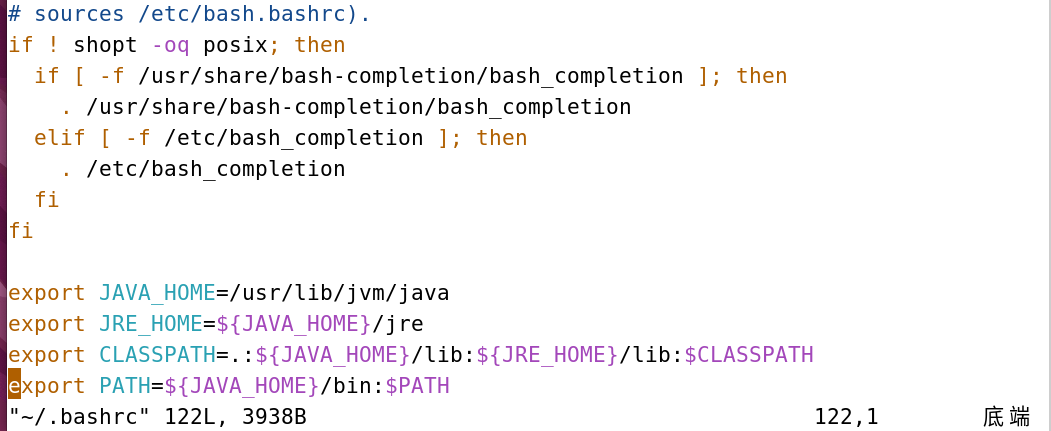 # sources /etc/bash.bashrc).
if ! shopt -oq posix; then
  if [ -f /usr/share/bash-completion/bash_completion ]; then
    . /usr/share/bash-completion/bash_completion
  elif [ -f /etc/bash_completion ]; then
    . /etc/bash_completion
  fi
fi

export JAVA_HOME=/usr/lib/jvm/java
export JRE_HOME=${JAVA_HOME}/jre
export CLASSPATH=.:${JAVA_HOME}/lib:${JRE_HOME}/lib:$CLASSPATH
export PATH=${JAVA_HOME}/bin:$PATH
"~/.bashrc" 122L, 3938B 122,1 底端